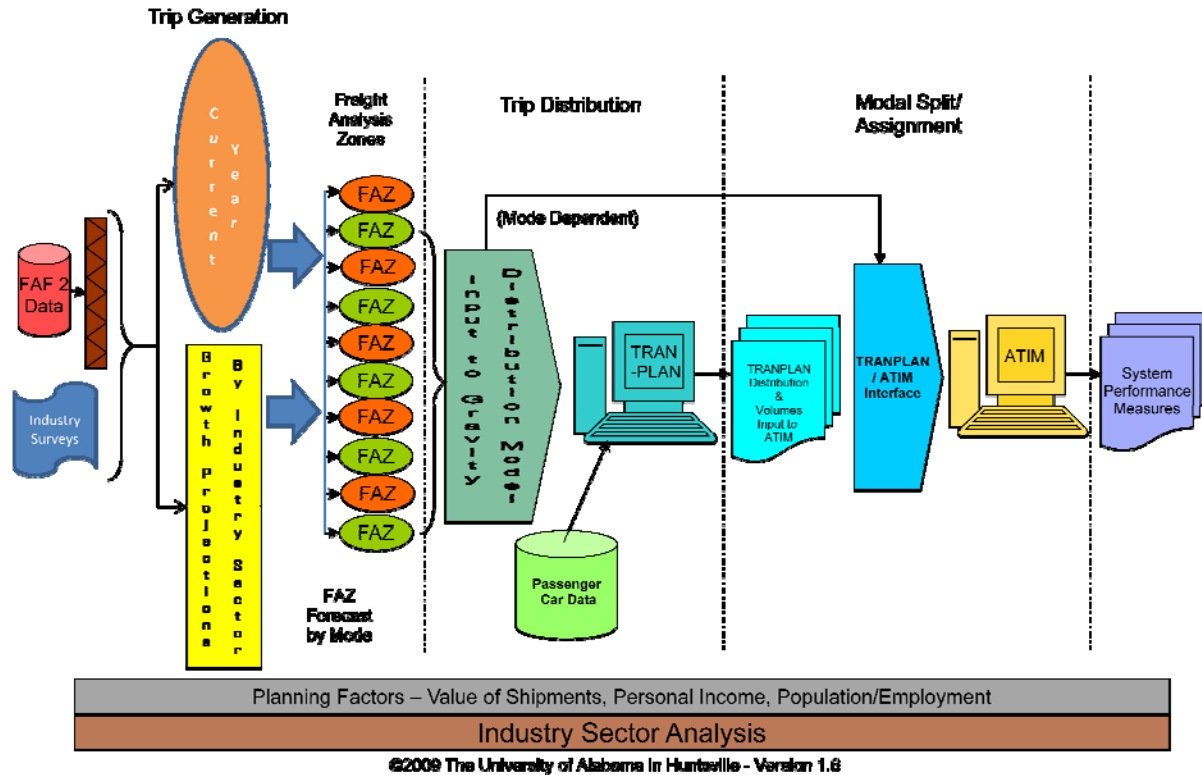 Trip Generation
Current
Year
Freight
Analysis
Zones
Trip Distribution
Modal Split/
Assignment
FAF 2
Data
Industry
Surveys
Growth Projections
By Industry Sector
FAZ
FAZ
FAZ
FAZ
FAZ
FAZ
FAZ
FAZ
FAZ
FAZ
FAZ
Forecast
by Mode
(Mode Dependent)
Input to Gravity
Distribution Model
TRAN
-PLAN
Passenger
Car Data
TRANPLAN
Distribution
&
Volumes
Input to
ATIM
TRANPLAN
/ ATIM
Interface
ATIM
System
Performance
Measures
Planning Factors – Value of Shipments, Personal Income, Population/Employment
Industry Sector Analysis
©2009 The University of Alabama in Huntsville - Version 1.6